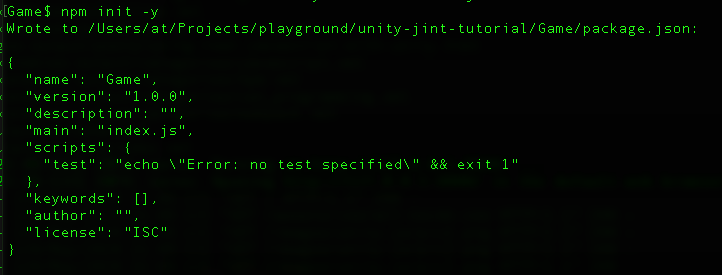 Game$ npm init -y
Wrote to /Users/at/Projects/playground/unity-jint-tutorial/Game/package.json:
{
  "name": "Game",
  "version": "1.0.0",
  "description": "",
  "main": "index.js",
  "scripts": {
    "test": "echo \"Error: no test specified\" && exit 1"
  },
  "keywords": [],
  "author": "",
  "license": "ISC"
}